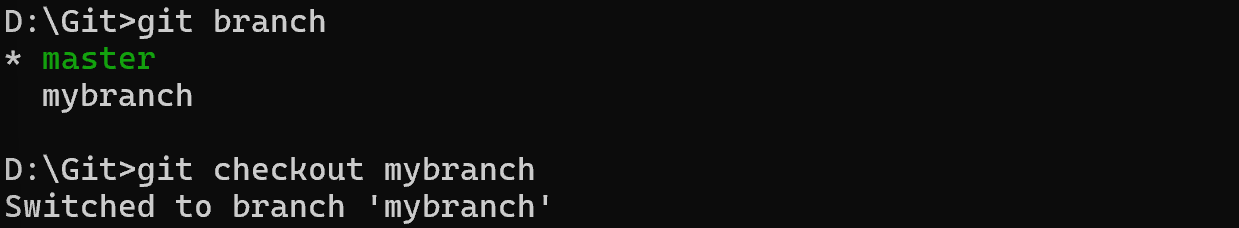 D:\Git>git branch
* master
  mybranch
D:\Git>git checkout mybranch
Switched to branch 'mybranch'